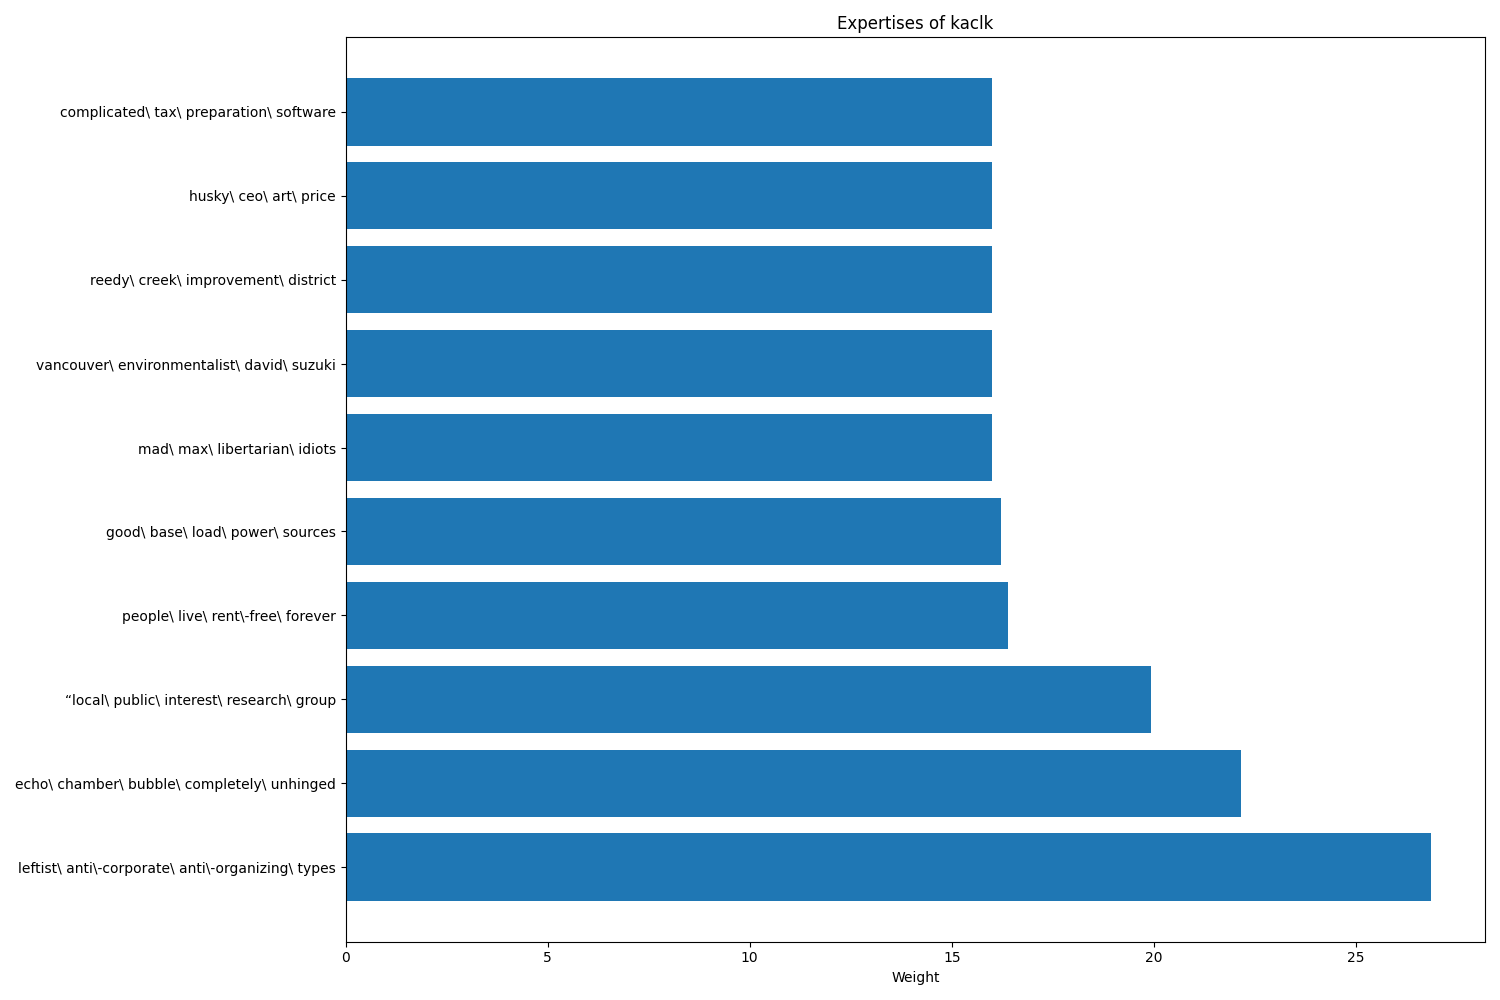 Expertises of kaclk
complicated\ tax\ preparation\ software
husky\ ceo\ art\ price
reedy\ creek\ improvement\ district
vancouver\ environmentalist\ david\ suzuki
mad\ max\ libertarian\ idiots
good\ base\ load\ power\ sources
people\ live\ rent\-free\ forever
“local\ public\ interest\ research\ group
echo\ chamber\ bubble\ completely\ unhinged
leftist\ anti\-corporate\ anti\-organizing\ types
0 5 10 15 20 25
Weight